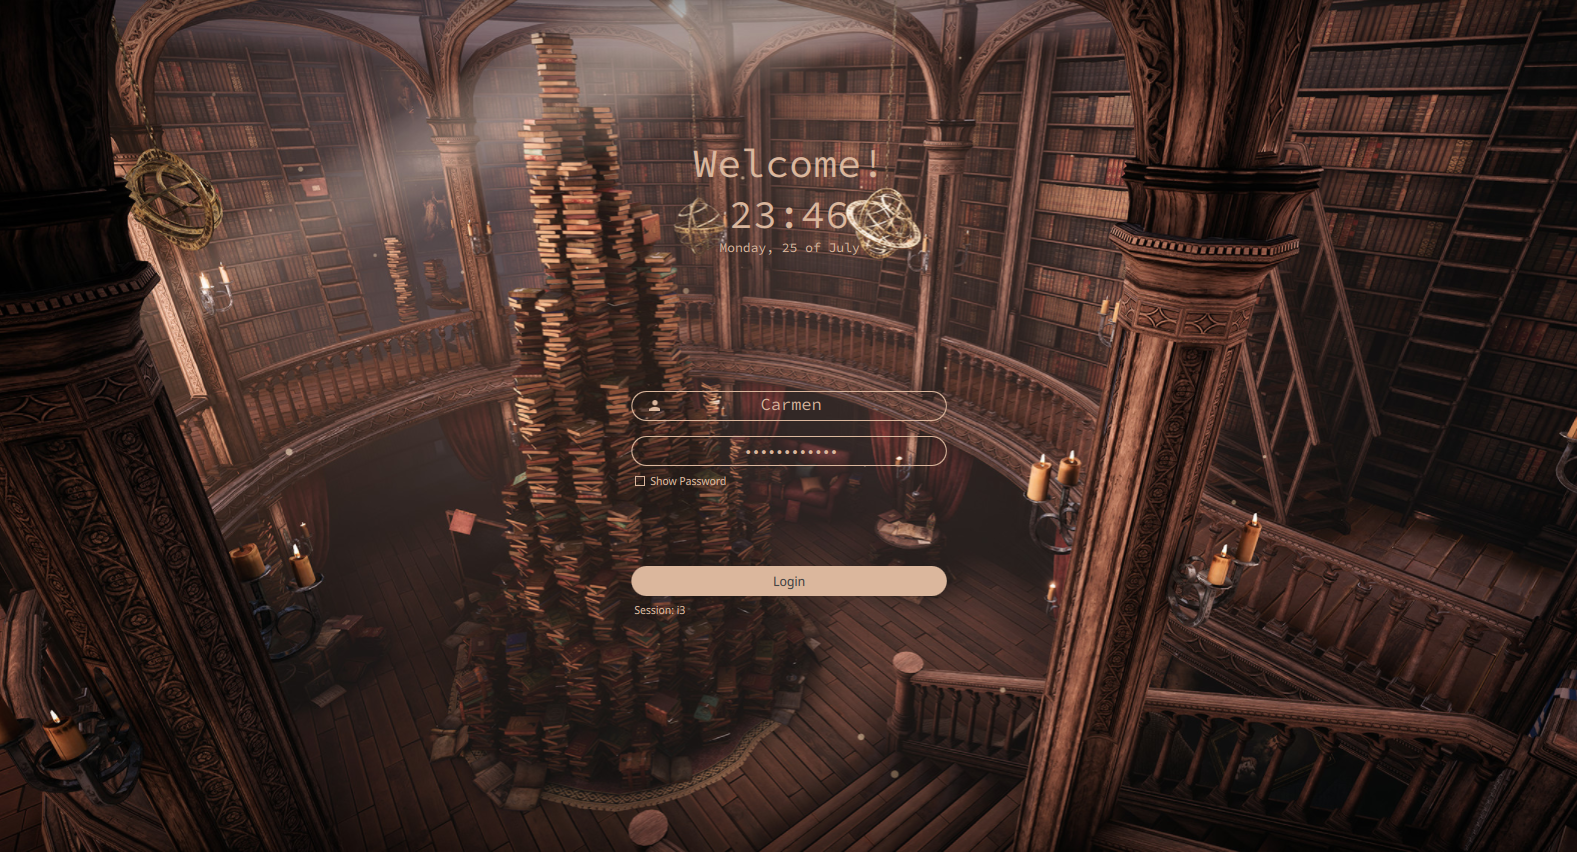 Welcome!
23:46
Monday, 25 of July
Carmen
••••••••••••
Show Password
Login
Session: i3